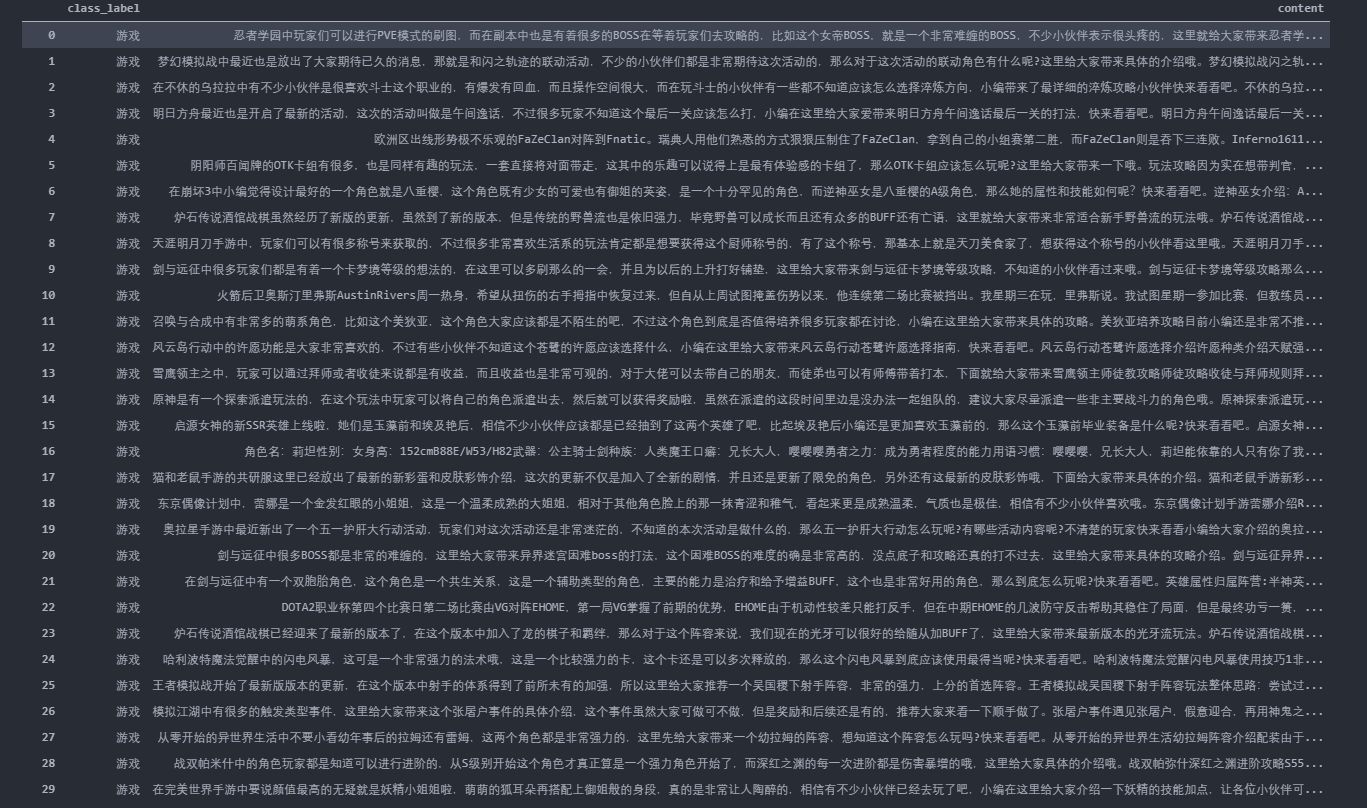 class_label content
0 游戏 忍者学园中玩家们可以进行PVE模式的刷图，而在副本中也是有着很多的BOSS在等着玩家们去攻略的，比如这个女帝BOSS，就是一个非常难缠的BOSS，不少小伙伴表示很头疼的，这里就给大家带来忍者学...
1 游戏 梦幻模拟战中最近也是放出了大家期待已久的消息，那就是和闪之轨迹的联动活动，不少的小伙伴们都是非常期待这次活动的，那么对于这次活动的联动角色有什么呢?这里给大家带来具体的介绍哦。梦幻模拟战闪之轨...
2 游戏 在不休的乌拉拉中有不少小伙伴是很喜欢斗士这个职业的，有爆发有回血，而且操作空间很大，而在玩斗士的小伙伴有一些都不知道应该怎么选择淬炼方向，小编带来了最详细的淬炼攻略小伙伴快来看看吧。不休的乌拉...
3 游戏 明日方舟最近也是开启了最新的活动，这次的活动叫做是午间逸话，不过很多玩家不知道这个最后一关应该怎么打，小编在这里给大家爱带来明日方舟午间逸话最后一关的打法，快来看看吧。明日方舟午间逸话最后一关...
4 游戏 欧洲区出线形势极不乐观的FaZeClan对阵到Fnatic。瑞典人用他们熟悉的方式狠狠压制住了FaZeClan，拿到自己的小组赛第二胜，而FaZeClan则是吞下三连败。Inferno1611...
5 游戏 阴阳师百闻牌的OTK卡组有很多，也是同样有趣的玩法，一套直接将对面带走，这其中的乐趣可以说得上是最有体验感的卡组了，那么OTK卡组应该怎么玩呢?这里给大家带来一下哦。玩法攻略因为实在想带判官，...
6 游戏 在崩坏3中小编觉得设计最好的一个角色就是八重樱，这个角色既有少女的可爱也有御姐的英姿，是一个十分罕见的角色，而逆神巫女是八重樱的A级角色，那么她的属性和技能如何呢？快来看看吧。逆神巫女介绍：A...
7 游戏 炉石传说酒馆战棋虽然经历了新版的更新，虽然到了新的版本，但是传统的野兽流也是依旧强力，毕竟野兽可以成长而且还有众多的BUFF还有亡语，这里就给大家带来非常适合新手野兽流的玩法哦。炉石传说酒馆战...
8 游戏 天涯明月刀手游中，玩家们可以有很多称号来获取的，不过很多非常喜欢生活系的玩法肯定都是想要获得这个厨师称号的，有了这个称号，那基本上就是天刀美食家了，想获得这个称号的小伙伴看这里哦。天涯明月刀手...
9 游戏 剑与远征中很多玩家们都是有着一个卡梦境等级的想法的，在这里可以多刷那么的一会，并且为以后的上升打好铺垫，这里给大家带来剑与远征卡梦境等级攻略，不知道的小伙伴看过来哦。剑与远征卡梦境等级攻略那么...
10 游戏 火箭后卫奥斯汀里弗斯AustinRivers周一热身，希望从扭伤的右手拇指中恢复过来，但自从上周试图掩盖伤势以来，他连续第二场比赛被挡出。我星期三在玩，里弗斯说。我试图星期一参加比赛，但教练员...
11 游戏 召唤与合成中有非常多的萌系角色，比如这个美狄亚，这个角色大家应该都是不陌生的吧，不过这个角色到底是否值得培养很多玩家都在讨论，小编在这里给大家带来具体的攻略。美狄亚培养攻略目前小编还是非常不推...
12 游戏 风云岛行动中的许愿功能是大家非常喜欢的，不过有些小伙伴不知道这个苍鹭的许愿应该选择什么，小编在这里给大家带来风云岛行动苍鹭许愿选择指南，快来看看吧。风云岛行动苍鹭许愿选择介绍许愿种类介绍天赋强...
13 游戏 雪鹰领主之中，玩家可以通过拜师或者收徒来说都是有收益，而且收益也是非常可观的，对于大佬可以去带自己的朋友，而徒弟也可以有师傅带着打本，下面就给大家带来雪鹰领主师徒教攻略师徒攻略收徒与拜师规则拜...
14 游戏 原神是有一个探索派遣玩法的，在这个玩法中玩家可以将自己的角色派遣出去，然后就可以获得奖励啦，虽然在派遣的这段时间里边是没办法一起组队的，建议大家尽量派遣一些非主要战斗力的角色哦。原神探索派遣玩...
15 游戏 启源女神的新SSR英雄上线啦，她们是玉藻前和埃及艳后，相信不少小伙伴应该都是已经抽到了这两个英雄了吧，比起埃及艳后小编还是更加喜欢玉藻前的，那么这个玉藻前毕业装备是什么呢?快来看看吧。启源女神...
16 游戏 角色名：莉坦性别：女身高：152cmB88E/W53/H82武器：公主骑士剑种族：人类魔王口癖：兄长大人，嘤嘤嘤勇者之力：成为勇者程度的能力用语习惯：嘤嘤嘤，兄长大人，莉坦能依靠的人只有你了我...
17 游戏 猫和老鼠手游的共研服这里已经放出了最新的新彩蛋和皮肤彩饰介绍，这次的更新不仅是加入了全新的剧情，并且还是更新了限免的角色，另外还有这最新的皮肤彩饰哦，下面给大家来具体介绍哦。猫和老鼠手游新彩...
18 游戏 东京偶像计划中，蕾娜是一个金发红眼的小姐姐，这是一个温柔成熟的大姐姐，相对于其他角色脸上的那一抹青涩和稚气，看起来更是成熟温柔，气质也是极佳，相信有不少小伙伴喜欢哦。东京偶像计划手游蕾娜介绍R...
19 游戏 奥拉星手游中最近新出了一个五一护肝大行动活动，玩家们对这次活动还是非常迷茫的，不知道的本次活动是做什么的，那么五一护肝大行动怎么玩呢?有哪些活动内容呢?不清楚的玩家快来看看小编给大家介绍的奥拉...
20 游戏 剑与远征中很多BOSS都是非常的难缠的，这里给大家带来异界迷宫困难boss的打法，这个困难BOSS的难度的确是非常高的，没点底子和攻略还真的打不过去，这里给大家带来具体的攻略介绍。剑与远征异界...
21 游戏 在剑与远征中有一个双胞胎角色，这个角色是一个共生关系，这是一个辅助类型的角色，主要的能力是治疗和给予增益BUFF，这个也是非常好用的角色，那么到底怎么玩呢?快来看看吧。英雄属性归属阵营:半神英...
22 游戏 DOTA2职业杯第四个比赛日第二场比赛由VG对阵EHOME，第一局VG掌握了前期的优势，EHOME由于机动性较差只能打反手，但在中期EHOME的几波防守反击帮助其稳住了局面，但是最终功亏一篑，...
23 游戏 炉石传说酒馆战棋已经迎来了最新的版本了，在这个版本中加入了龙的棋子和羁绊，那么对于这个阵容来说，我们现在的光牙可以很好的给随从加BUFF了，这里给大家带来最新版本的光牙流玩法。炉石传说酒馆战棋...
24 游戏 哈利波特魔法觉醒中的闪电风暴，这可是一个非常强力的法术哦，这是一个比较强力的卡，这个卡还是可以多次释放的，那么这个闪电风暴到底应该使用最得当呢?快来看看吧。哈利波特魔法觉醒闪电风暴使用技巧1非...
25 游戏 王者模拟战开始了最新版版本的更新，在这个版本中射手的体系得到了前所未有的加强，所以这里给大家推荐一个吴国稷下射手阵容，非常的强力，上分的首选阵容。王者模拟战吴国稷下射手阵容玩法整体思路：尝试过...
26 游戏 模拟江湖中有很多的触发类型事件，这里给大家带来这个张屠户事件的具体介绍，这个事件虽然大家可做可不做，但是奖励和后续还是有的，推荐大家来看一下顺手做了。张屠户事件遇见张屠户，假意迎合，再用神鬼之...
27 游戏 从零开始的异世界生活中不要小看幼年事后的拉姆还有雷姆，这两个角色都是非常强力的，这里先给大家带来一个幼拉姆的阵容，想知道这个阵容怎么玩吗?快来看看吧。从零开始的异世界生活幼拉姆阵容介绍配装由于...
28 游戏 战双帕米什中的角色玩家都是知道可以进行进阶的，从S级别开始这个角色才真正算是一个强力角色开始了，而深红之渊的每一次进阶都是伤害暴增的哦，这里给大家来具体的介绍哦。战双帕弥什深红之渊进阶攻略S55...
29 游戏 在完美世界手游中要说颜值最高的无疑就是妖精小姐姐啦，萌萌的狐耳朵再搭配上御姐般的身段，真的是非常让人陶醉的，相信有不少小伙伴已经去玩了吧，小编在这里给大家介绍一下妖精的技能加点，让各位小伙伴可...